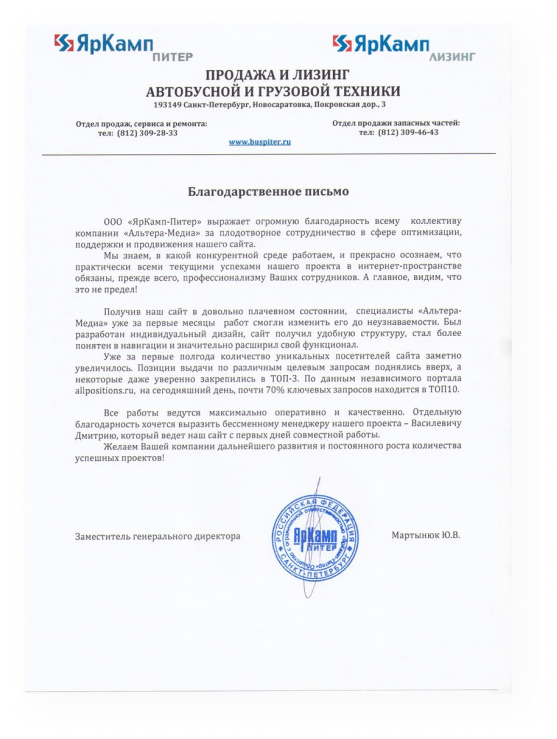 ЯрКамп ПИТЕР
ЯрКамп ЛИЗИНГ
ПРОДАЖА И ЛИЗИНГ
АВТОБУСНОЙ И ГРУЗОВОЙ ТЕХНИКИ
193149 Санкт-Петербург, Новосаратовка, Покровская дор., 3
Отдел продаж, сервиса и ремонта:
тел: (812) 309-28-33
Отдел продажи запасных частей:
тел: (812) 309-46-43
www.buspiter.ru
Благодарственное письмо
ООО «ЯрКамп-Питер» выражает огромную благодарность всему коллективу
компании «Альтера-Медиа» за плодотворное сотрудничество в сфере оптимизации,
поддержки и продвижения нашего сайта.
Мы знаем, в какой конкурентной среде работаем, и прекрасно осознаем, что
практически всеми текущими успехами нашего проекта в интернет-пространстве
обязаны, прежде всего, профессионализму Ваших сотрудников. А главное, видим, что
это не предел!
Получив наш сайт в довольно плачевном состоянии, специалисты «Альтера-
Медиа» уже за первые месяцы работ смогли изменить его до неузнаваемости. Был
разработан индивидуальный дизайн, сайт получил удобную структуру, стал более
понятен в навигации и значительно расширил свой функционал.
Уже за первые полгода количество уникальных посетителей сайта заметно
увеличилось. Позиции выдачи по различным целевым запросам поднялись вверх, а
некоторые даже уверенно закрепились в ТОП-3. По данным независимого портала
allpositions.ru, на сегодняшний день, почти 70% ключевых запросов находится в ТОП10.
Все работы ведутся максимально оперативно и качественно. Отдельную
благодарность хочется выразить бессменному менеджеру нашего проекта – Василевичу
Дмитрию, который ведет наш сайт с первых дней совместной работы.
Желаем Вашей компании дальнейшего развития и постоянного роста количества
успешных проектов!
Заместитель генерального директора
РОССИЙСКАЯ ФЕДЕРАЦИЯ
ЯрКамп
ПИТЕР
САНКТ-ПЕТЕРБУРГ
Мартынюк Ю.В.